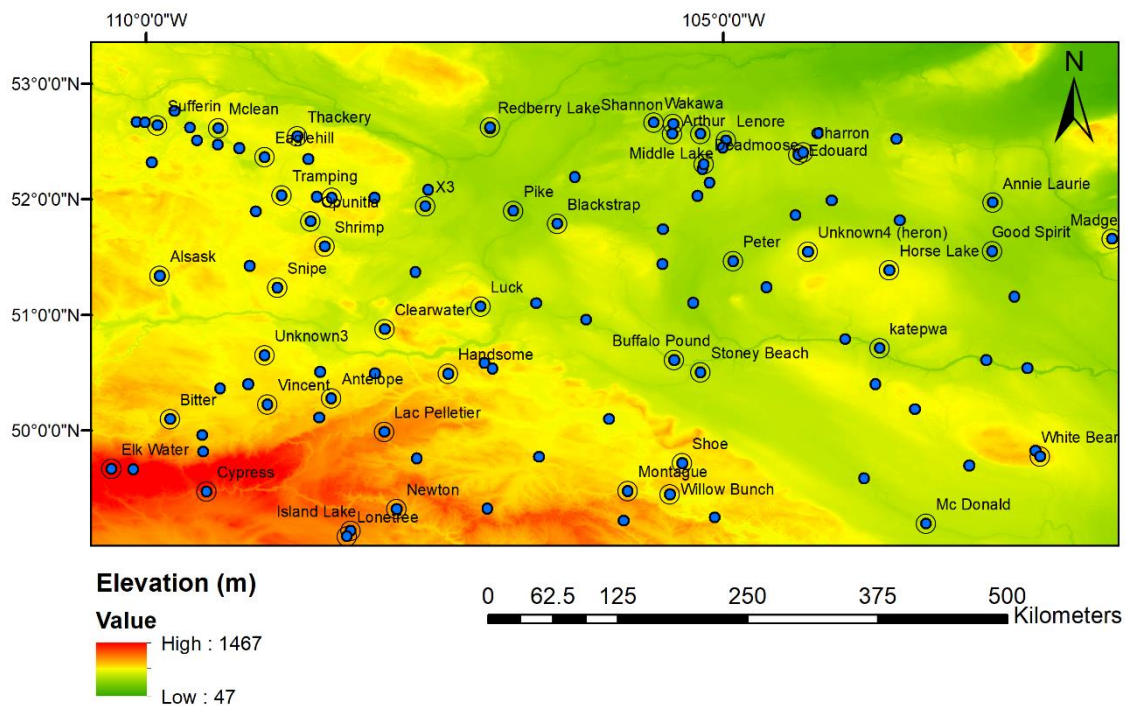 110°0'0"W 105°0'0"W
53°0'0"N
52°0'0"N
51°0'0"N
50°0'0"N
N
Sufferin
Mclean
Thackery
Redberry Lake
Shannon
Wakawa
Arthur
Lenore
Charron
Eaglehill
Middle Lake
Deadmoose
Edouard
Tramping
X3
Pike
Annie Laurie
Opunitia
Blackstrap
Shrimp
Unknown4 (heron)
Good Spirit
Madge
Alsask
Peter
Horse Lake
Snipe
Luck
Clearwater
Unknown3
Handsome
Buffalo Pound
Stoney Beach
katepwa
Vincent
Antelope
Bitter
Lac Pelletier
Elk Water
Cypress
Shoe
White Bear
Montague
Willow Bunch
Newton
Island Lake
Lonetree
Mc Donald
Elevation (m)
Value
High : 1467
Low : 47
0 62.5 125 250 375 500
Kilometers